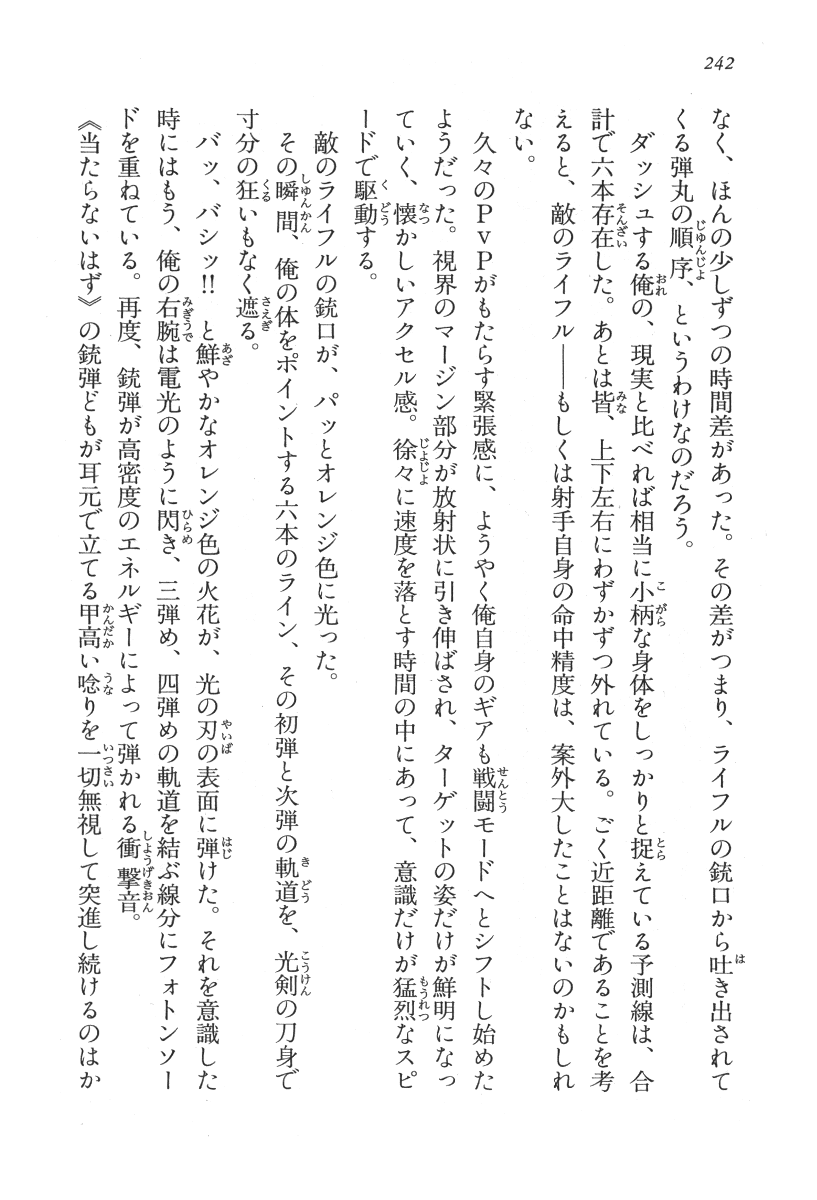 242
なく、ほんの少しずつの時間差があった。その差がつまり、ライフルの銃口から吐き出されて
くる弾丸の順序、というわけなのだろう。
ダッシュする俺の、現実と比べれば相当に小柄な身体をしっかりと捉えている予測線は、合
計で六本存在した。あとは皆、上下左右にわずかずつ外れている。ごく近距離であることを考
えると、敵のライフル――もしくは射手自身の命中精度は、案外大したことはないのかもしれ
ない。
久々のPvPがもたらす緊張感に、ようやく俺自身のギアも戦闘モードへとシフトし始めた
ようだった。視界のマージン部分が放射状に引き伸ばされ、ターゲットの姿だけが鮮明になっ
ていく、懐かしいアクセル感。徐々に速度を落とす時間の中にあって、意識だけが猛烈なスピ
ードで駆動する。
敵のライフルの銃口が、パッとオレンジ色に光った。
その瞬間、俺の体をポイントする六本のライン、その初弾と次弾の軌道を、光剣の刀身で
寸分の狂いもなく遮る。
バッ、バシッ!! と鮮やかなオレンジ色の火花が、光の刃の表面に弾けた。それを意識した
時にはもう、俺の右腕は電光のように閃き、三弾め、四弾めの軌道を結ぶ線分にフォトンソー
ドを重ねている。再度、銃弾が高密度のエネルギーによって弾かれる衝撃音。
《当たらないはず》の銃弾どもが耳元で立てる甲高い唸りを一切無視して突進し続けるのはか